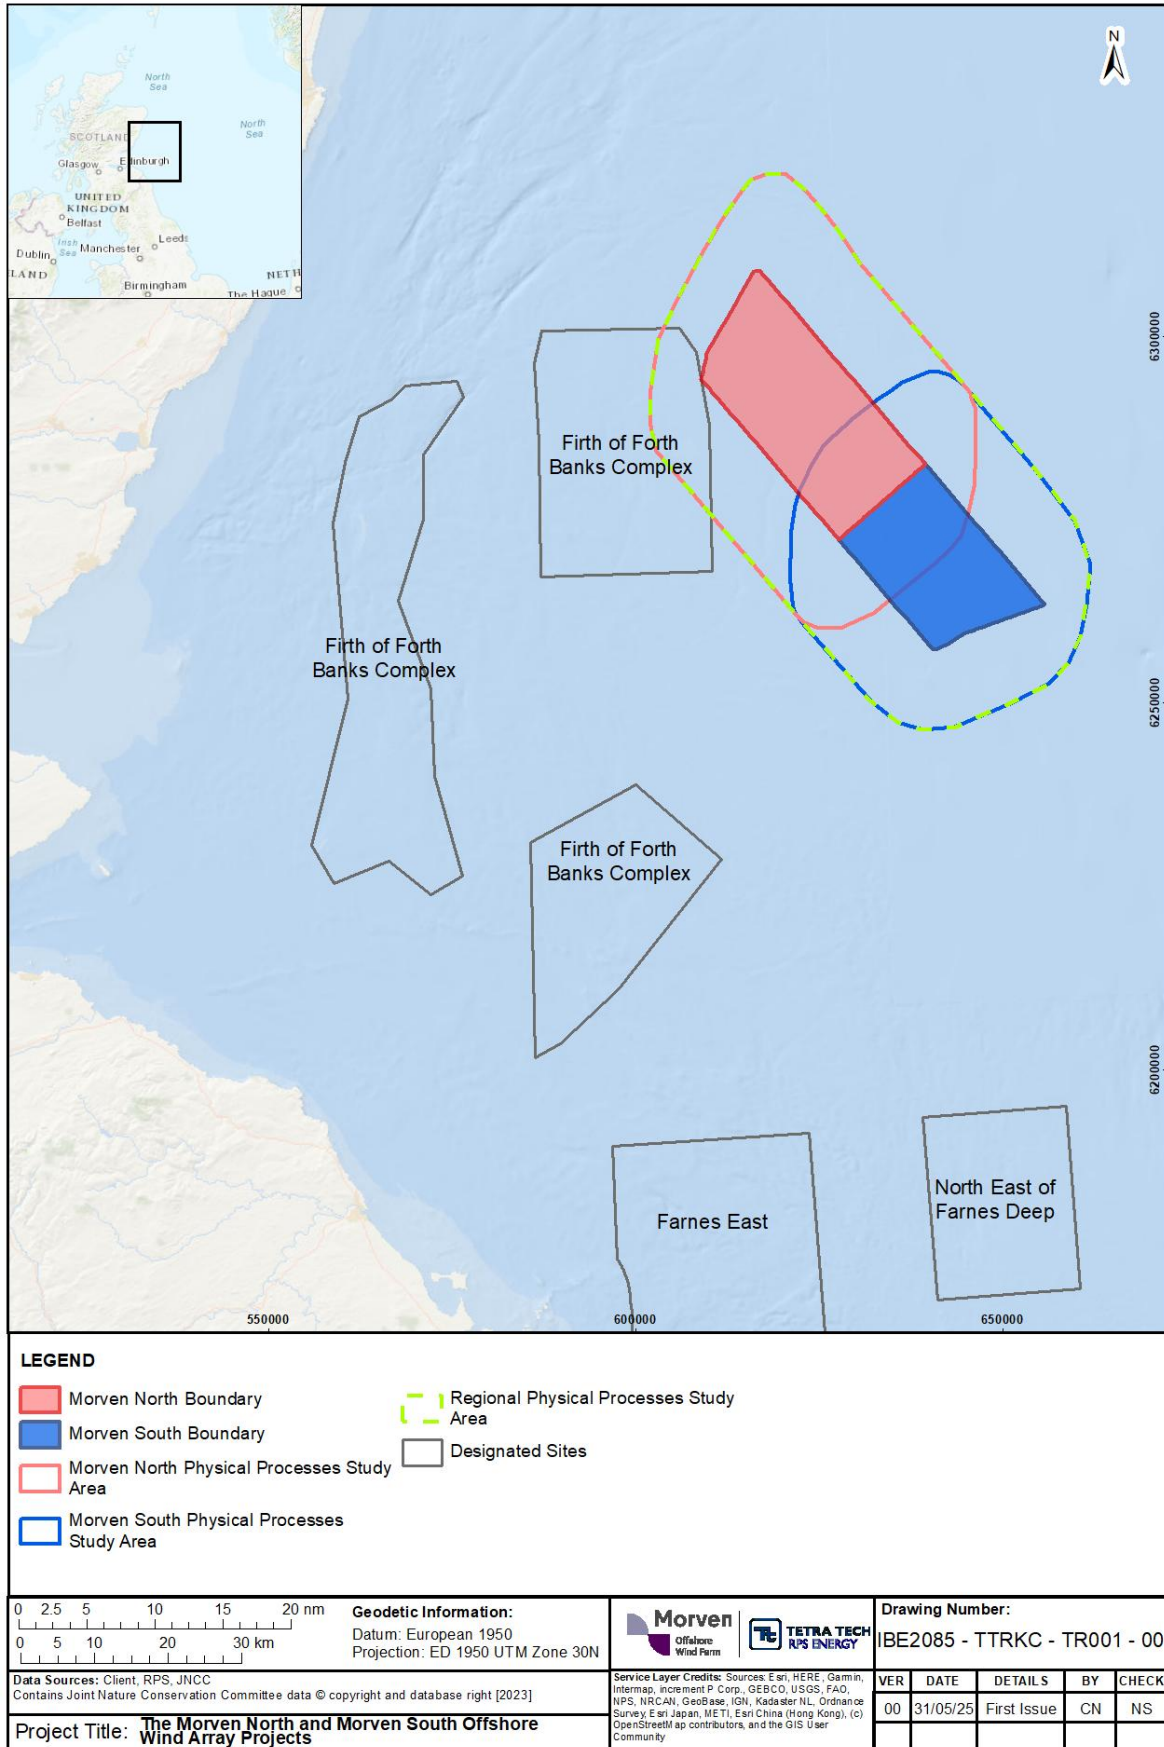 N
North
Sea
North
Sea
SCOTLAND
Glasgow
Edinburgh
UNITED
KINGDOM
Belfast
Irish
Sea
Dublin
Manchester
Leeds
LAND
Birmingham
NETH
The Hague
6300000
Firth of Forth
Banks Complex
Firth of Forth
Banks Complex
6250000
Firth of Forth
Banks Complex
6200000
North East of
Farnes Deep
Farnes East
550000
600000
650000
LEGEND
Morven North Boundary
Morven South Boundary
Morven North Physical Processes Study
Area
Morven South Physical Processes
Study Area
Regional Physical Processes Study
Area
Designated Sites
0 2.5 5 10 15 20 nm
0 5 10 20 30 km
Geodetic Information:
Datum: European 1950
Projection: ED 1950 UTM Zone 30N
Morven
Offshore
Wind Farm
TETRA TECH
RPS ENERGY
Drawing Number:
IBE2085 - TTRKC - TR001 - 00
Data Sources: Client, RPS, JNCC
Contains Joint Nature Conservation Committee data © copyright and database right [2023]
Project Title: The Morven North and Morven South Offshore
Wind Array Projects
Service Layer Credits: Sources: Esri, HERE, Garmin,
Intermap, increment P Corp., GEBCO, USGS, FAO,
NPS, NRCAN, GeoBase, IGN, Kadaster NL, Ordnance
Survey, Esri Japan, METI, Esri China (Hong Kong), (c)
OpenStreetMap contributors, and the GIS User
Community
VER DATE DETAILS BY CHECK
00 31/05/25 First Issue CN NS